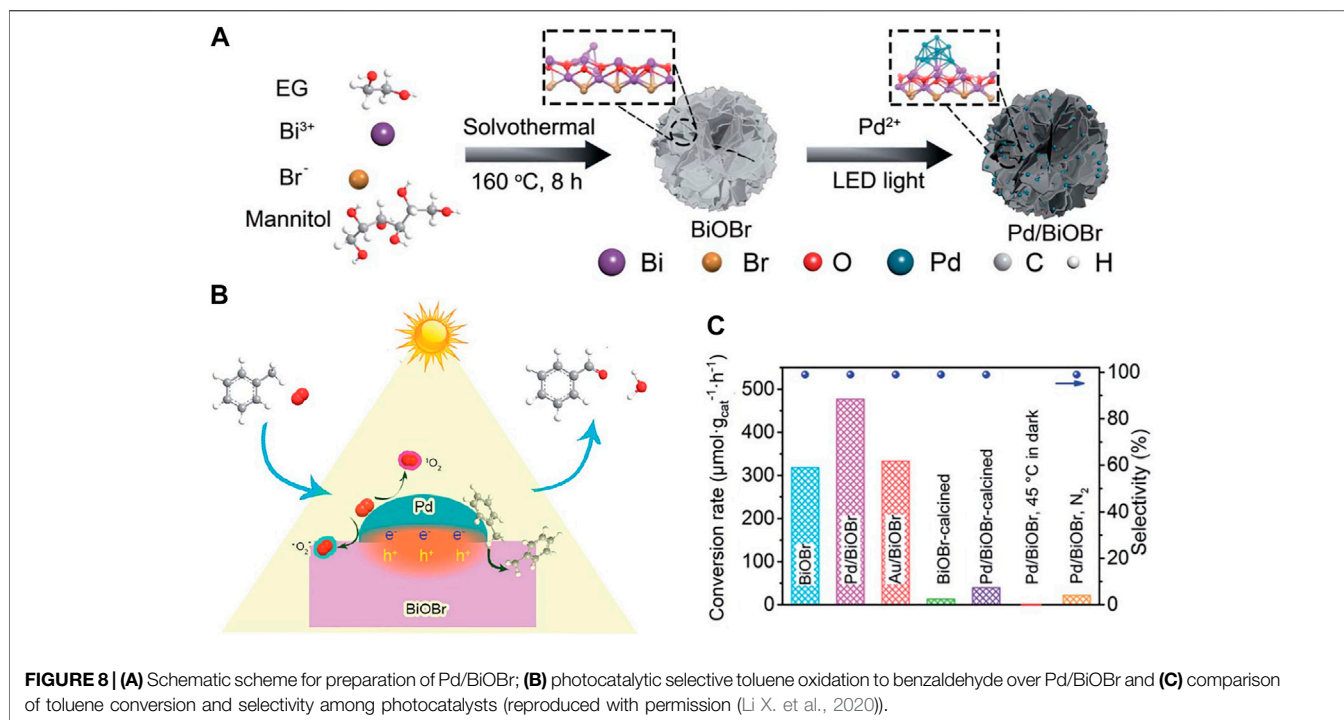 A
EG
Bi³⁺
Br⁻
Mannitol
Solvothermal
160 °C, 8 h
BiOBr
Pd²⁺
LED light
Pd/BiOBr
Bi Br O Pd C H
B
¹O₂
Pd
·O₂⁻
e⁻ e⁻ e⁻
h⁺ h⁺ h⁺
BiOBr
C
Conversion rate (μmol·g_cat⁻¹·h⁻¹)
500
400
300
200
100
0
BiOBr
Pd/BiOBr
Au/BiOBr
BiOBr-calcined
Pd/BiOBr-calcined
Pd/BiOBr, 45 °C in dark
Pd/BiOBr, N₂
100
80
60
40
20
0
Selectivity (%)
FIGURE 8 | (A) Schematic scheme for preparation of Pd/BiOBr; (B) photocatalytic selective toluene oxidation to benzaldehyde over Pd/BiOBr and (C) comparison
of toluene conversion and selectivity among photocatalysts (reproduced with permission (Li X. et al., 2020)).